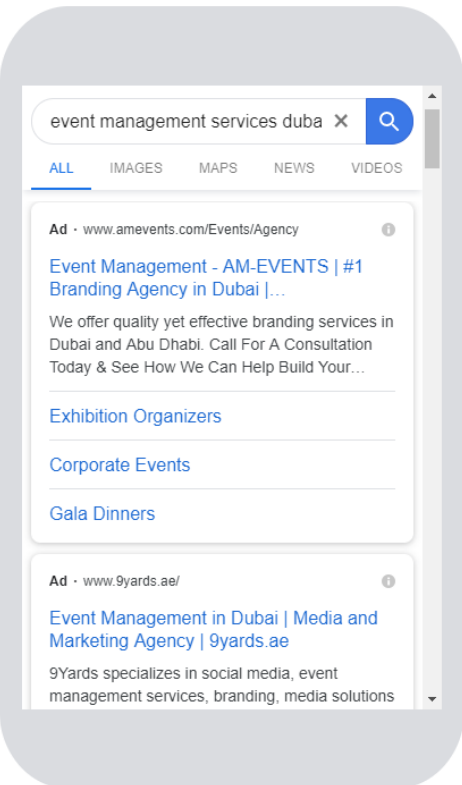 event management services duba
ALL IMAGES MAPS NEWS VIDEOS
Ad · www.amevents.com/Events/Agency
Event Management - AM-EVENTS | #1
Branding Agency in Dubai |...
We offer quality yet effective branding services in
Dubai and Abu Dhabi. Call For A Consultation
Today & See How We Can Help Build Your...
Exhibition Organizers
Corporate Events
Gala Dinners
Ad · www.9yards.ae/
Event Management in Dubai | Media and
Marketing Agency | 9yards.ae
9Yards specializes in social media, event
management services, branding, media solutions